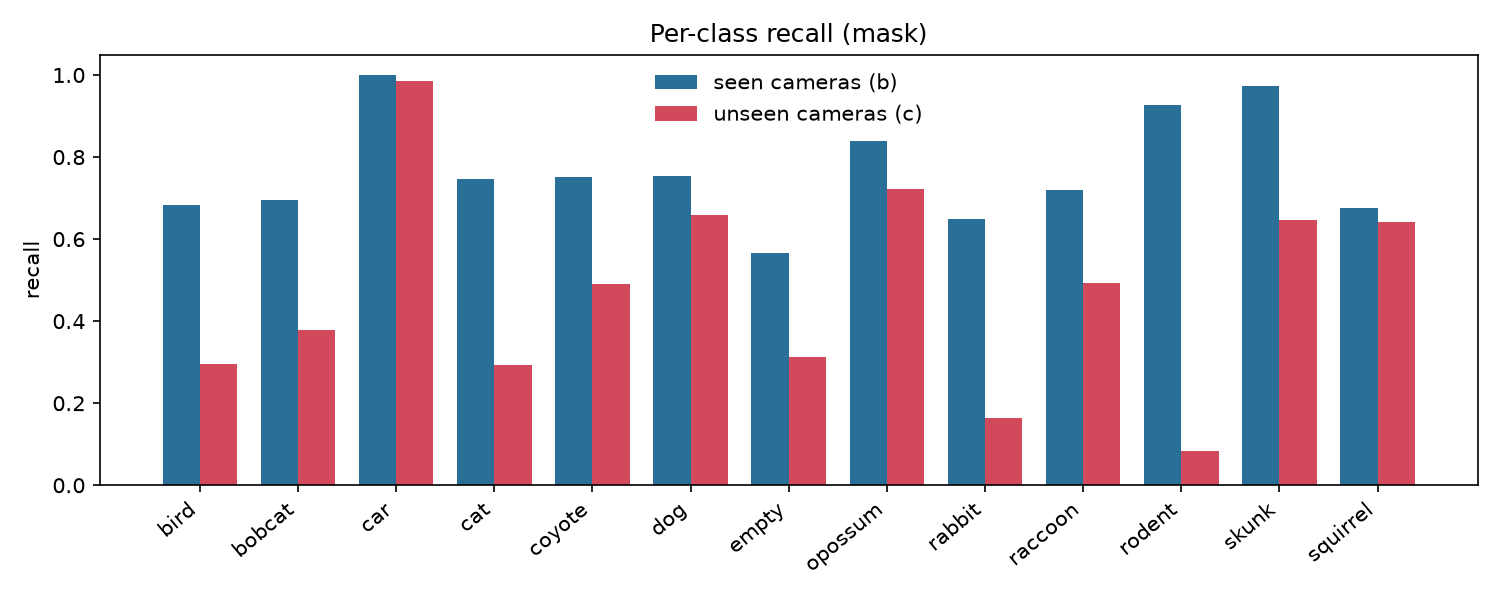 Per-class recall (mask)
seen cameras (b)
unseen cameras (c)
recall
1.0
0.8
0.6
0.4
0.2
0.0
bird
bobcat
car
cat
coyote
dog
empty
opossum
rabbit
raccoon
rodent
skunk
squirrel